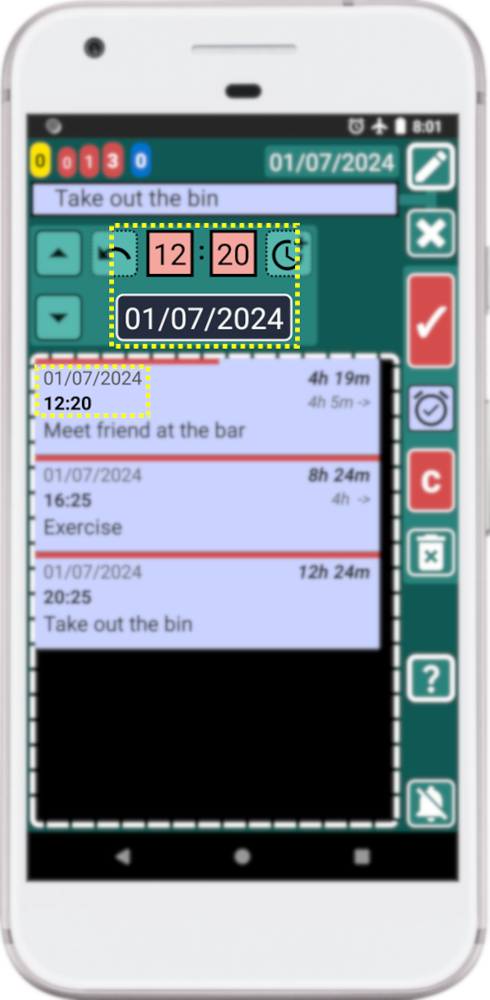 8:01
0 0 1 3 0 01/07/2024
Take out the bin
12 : 20
01/07/2024
01/07/2024 4h 19m
12:20 4h 5m ->
Meet friend at the bar
01/07/2024 8h 24m
16:25 4h ->
Exercise
C
01/07/2024 12h 24m
20:25
Take out the bin
?